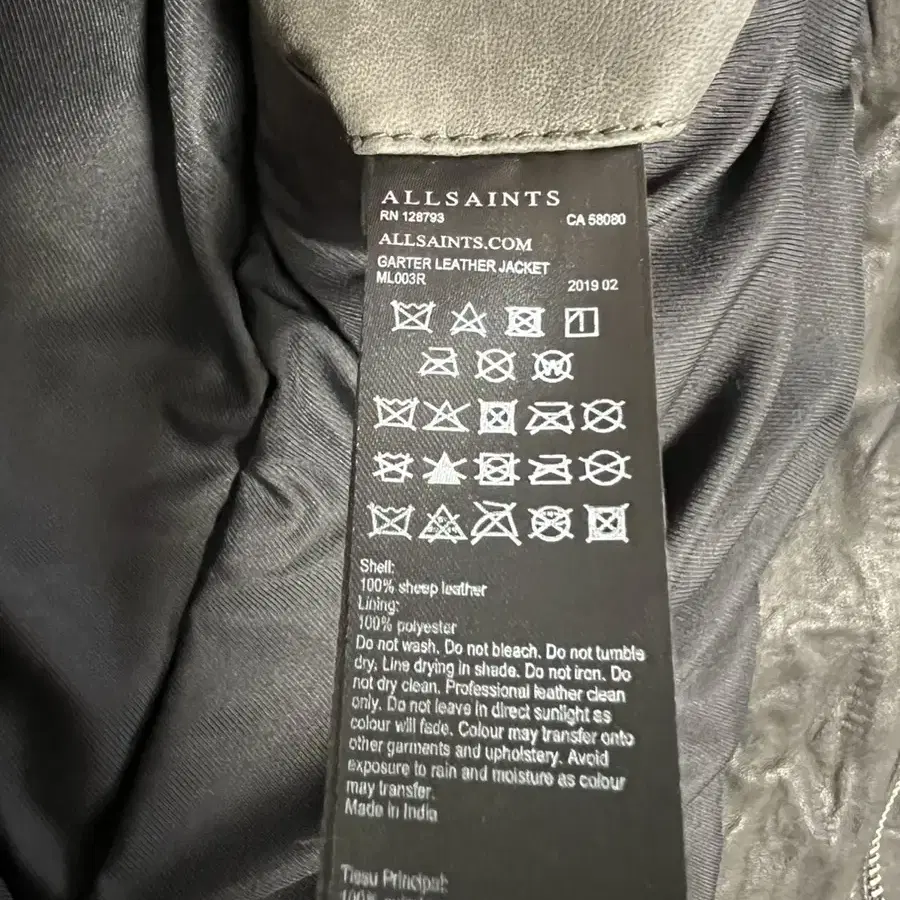 ALLSAINTS
RN 128793 CA 58080
ALLSAINTS.COM
GARTER LEATHER JACKET
ML003R 2019 02
Shell:
100% sheep leather
Lining:
100% polyester
Do not wash. Do not bleach. Do not tumble
dry. Line drying in shade. Do not iron. Do
not dry clean. Professional leather clean
only. Do not leave in direct sunlight as
colour will fade. Colour may transfer onto
other garments and upholstery. Avoid
exposure to rain and moisture as colour
may transfer.
Made in India
Tissu Principal:
100%